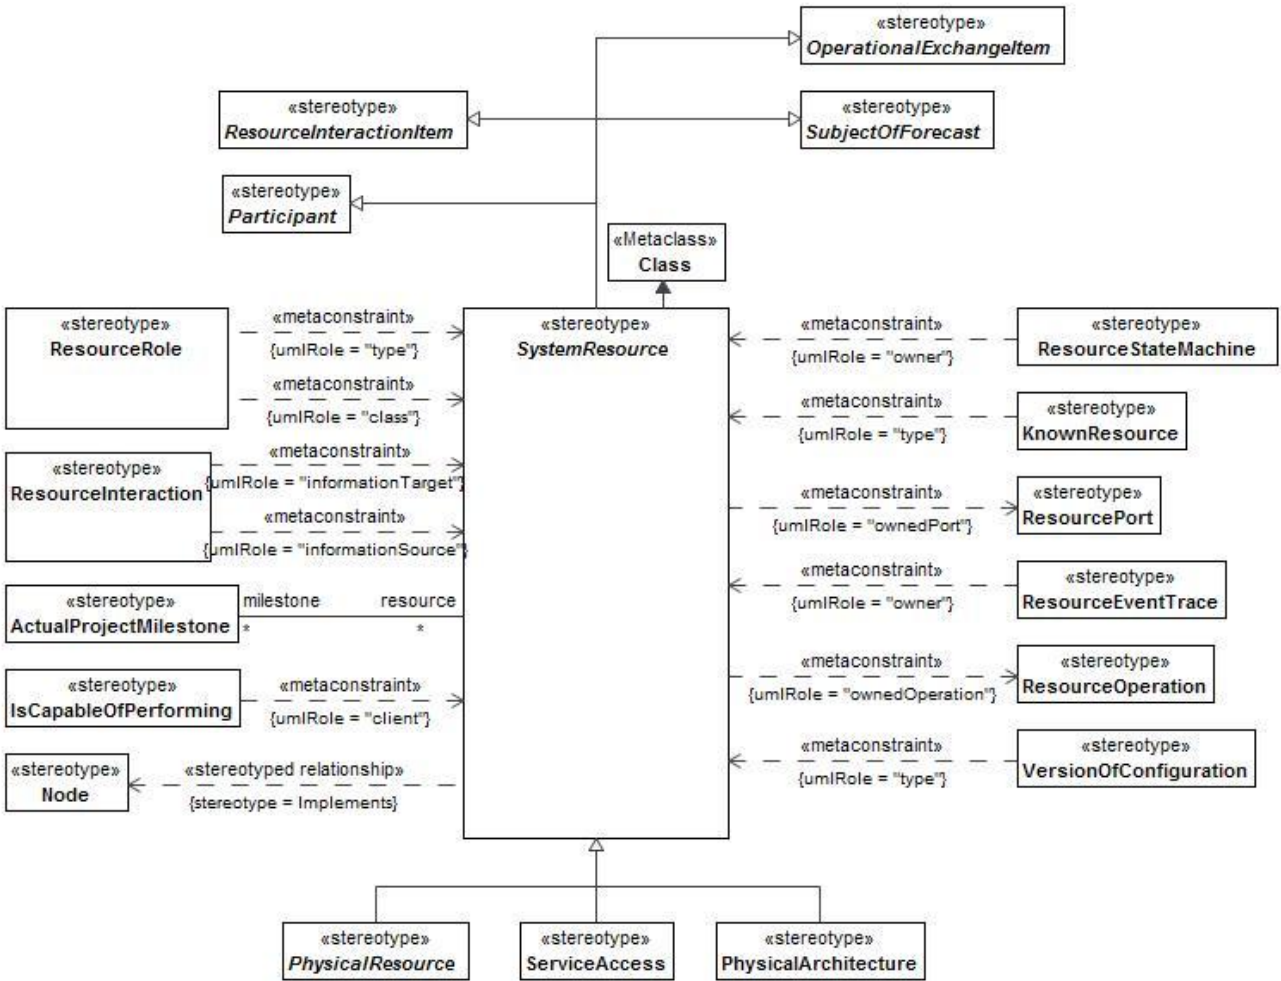 «stereotype»
OperationalExchangeItem
«stereotype»
ResourceInteractionItem
«stereotype»
SubjectOfForecast
«stereotype»
Participant
«Metaclass»
Class
«stereotype»
SystemResource
«stereotype»
ResourceRole
«metaconstraint»
{umlRole = "type"}
«metaconstraint»
{umlRole = "class"}
«stereotype»
ResourceInteraction
«metaconstraint»
{umlRole = "informationTarget"}
«metaconstraint»
{umlRole = "informationSource"}
«stereotype»
ActualProjectMilestone
milestone resource
* *
«stereotype»
IsCapableOfPerforming
«metaconstraint»
{umlRole = "client"}
«stereotype»
Node
«stereotyped relationship»
{stereotype = Implements}
«metaconstraint»
{umlRole = "owner"}
«stereotype»
ResourceStateMachine
«metaconstraint»
{umlRole = "type"}
«stereotype»
KnownResource
«metaconstraint»
{umlRole = "ownedPort"}
«stereotype»
ResourcePort
«metaconstraint»
{umlRole = "owner"}
«stereotype»
ResourceEventTrace
«metaconstraint»
{umlRole = "ownedOperation"}
«stereotype»
ResourceOperation
«metaconstraint»
{umlRole = "type"}
«stereotype»
VersionOfConfiguration
«stereotype»
PhysicalResource
«stereotype»
ServiceAccess
«stereotype»
PhysicalArchitecture